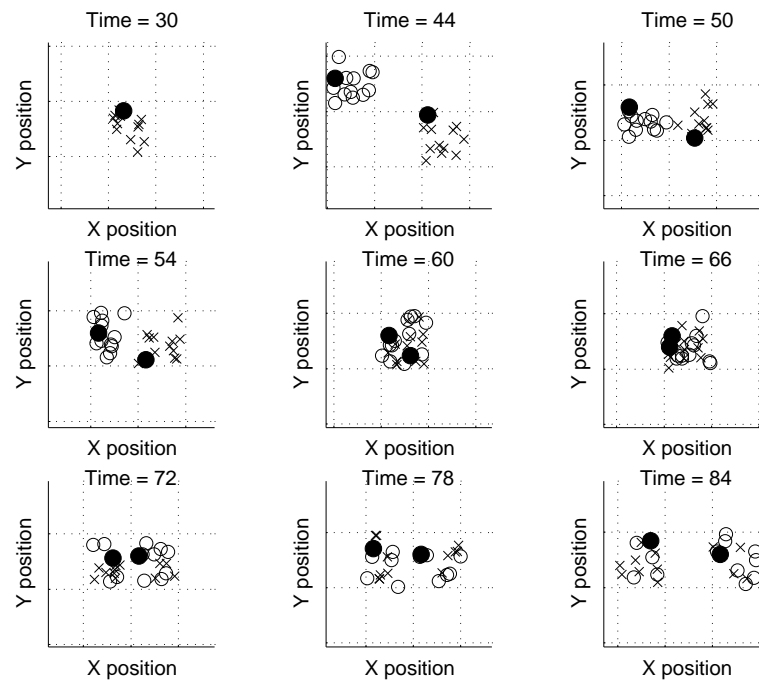 Time = 30
Time = 44
Time = 50
Y position
Y position
Y position
X position
X position
X position
Time = 54
Time = 60
Time = 66
Y position
Y position
Y position
X position
X position
X position
Time = 72
Time = 78
Time = 84
Y position
Y position
Y position
X position
X position
X position